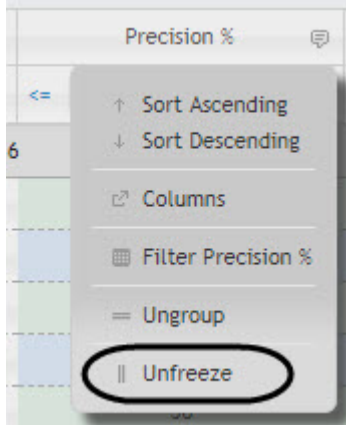 Precision %
<=
↑ Sort Ascending
6
↓ Sort Descending
Columns
Filter Precision %
Ungroup
Unfreeze